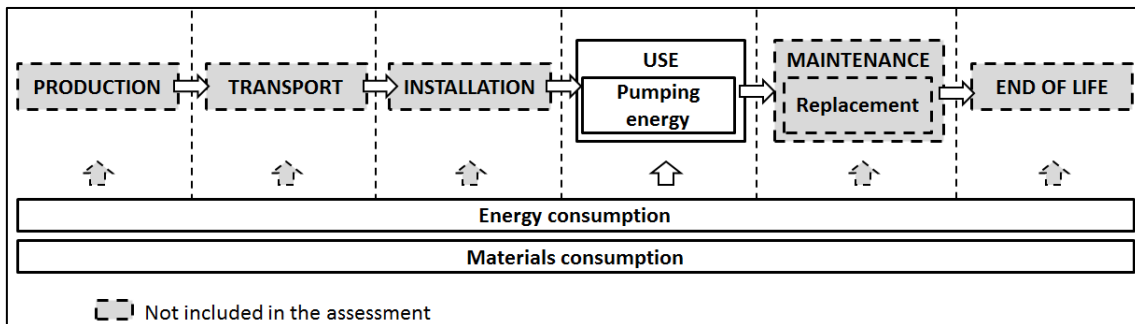 PRODUCTION
TRANSPORT
INSTALLATION
USE
Pumping
energy
MAINTENANCE
Replacement
END OF LIFE
Energy consumption
Materials consumption
Not included in the assessment